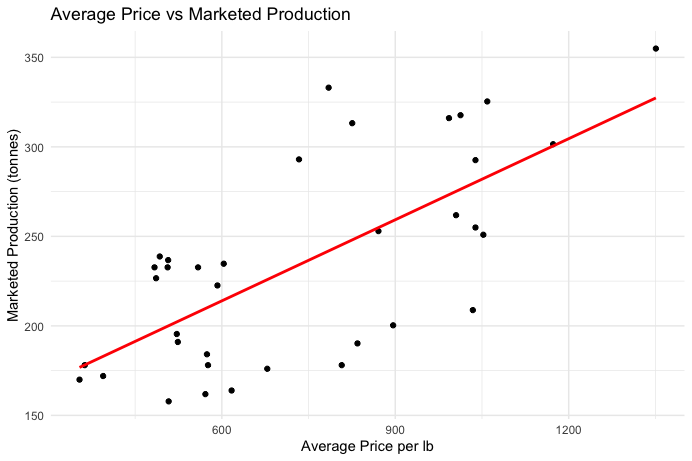 Average Price vs Marketed Production
Marketed Production (tonnes)
350
300
250
200
150
600
900
1200
Average Price per lb